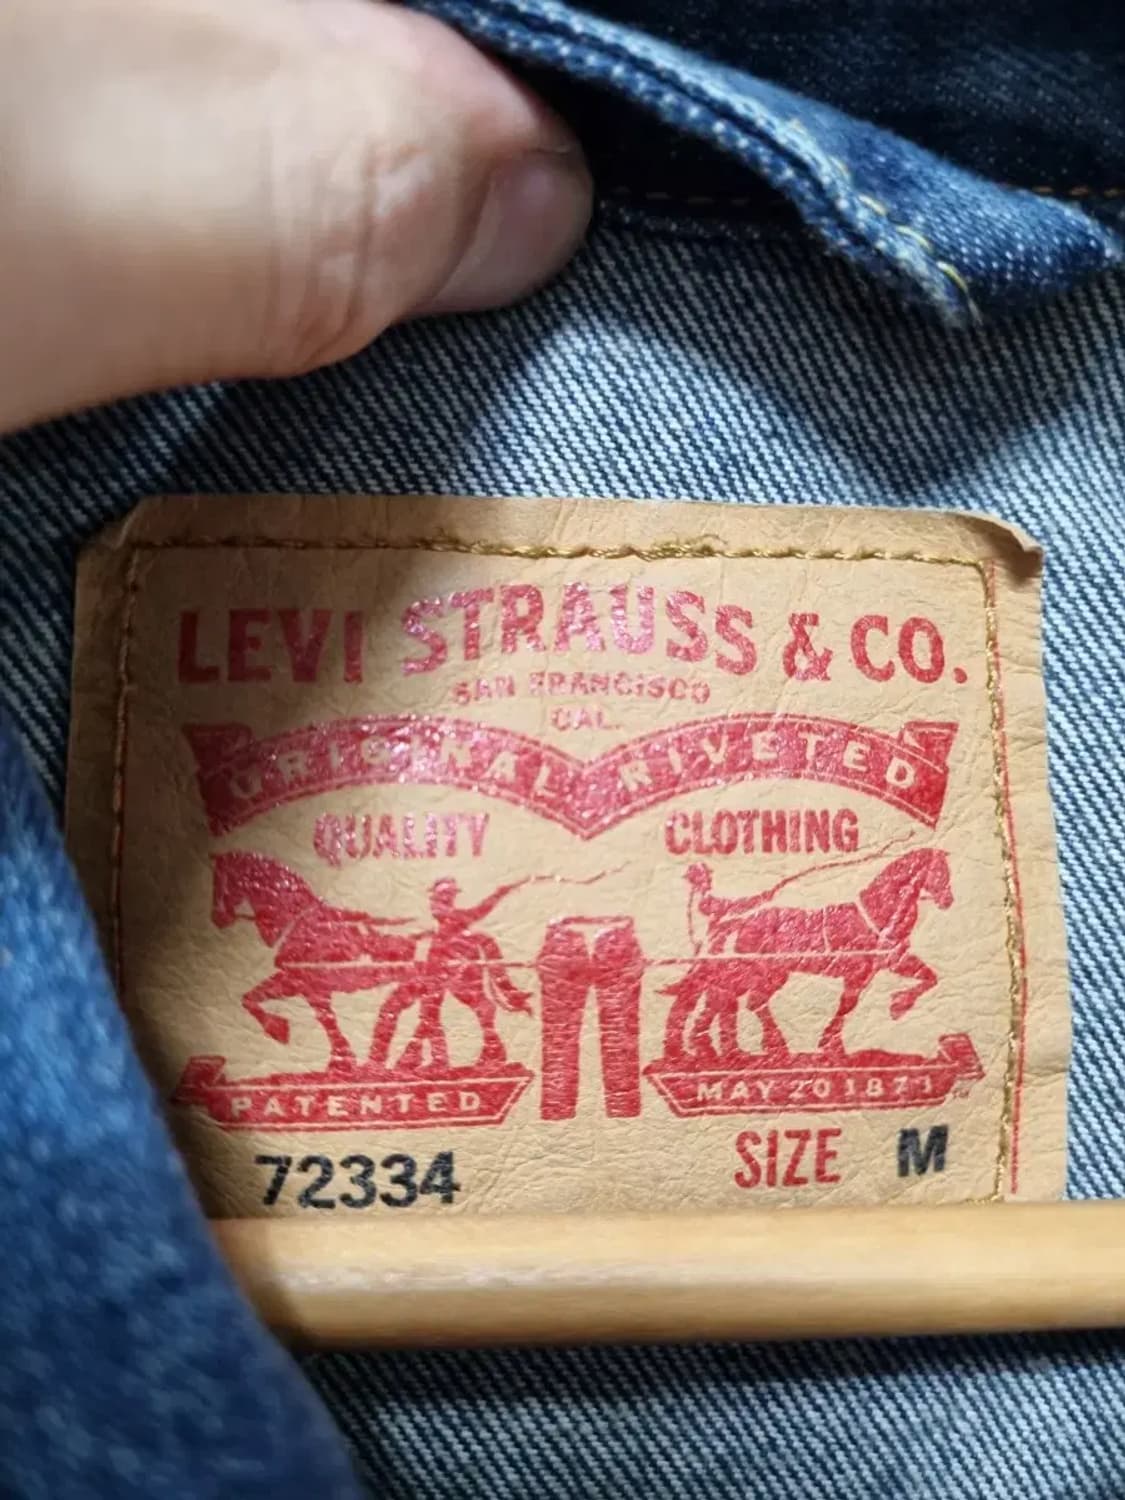 LEVI STRAUSS & CO.
SAN FRANCISCO
CAL.
ORIGINAL RIVETED
QUALITY CLOTHING
PATENTED MAY 20 1873
72334 SIZE M